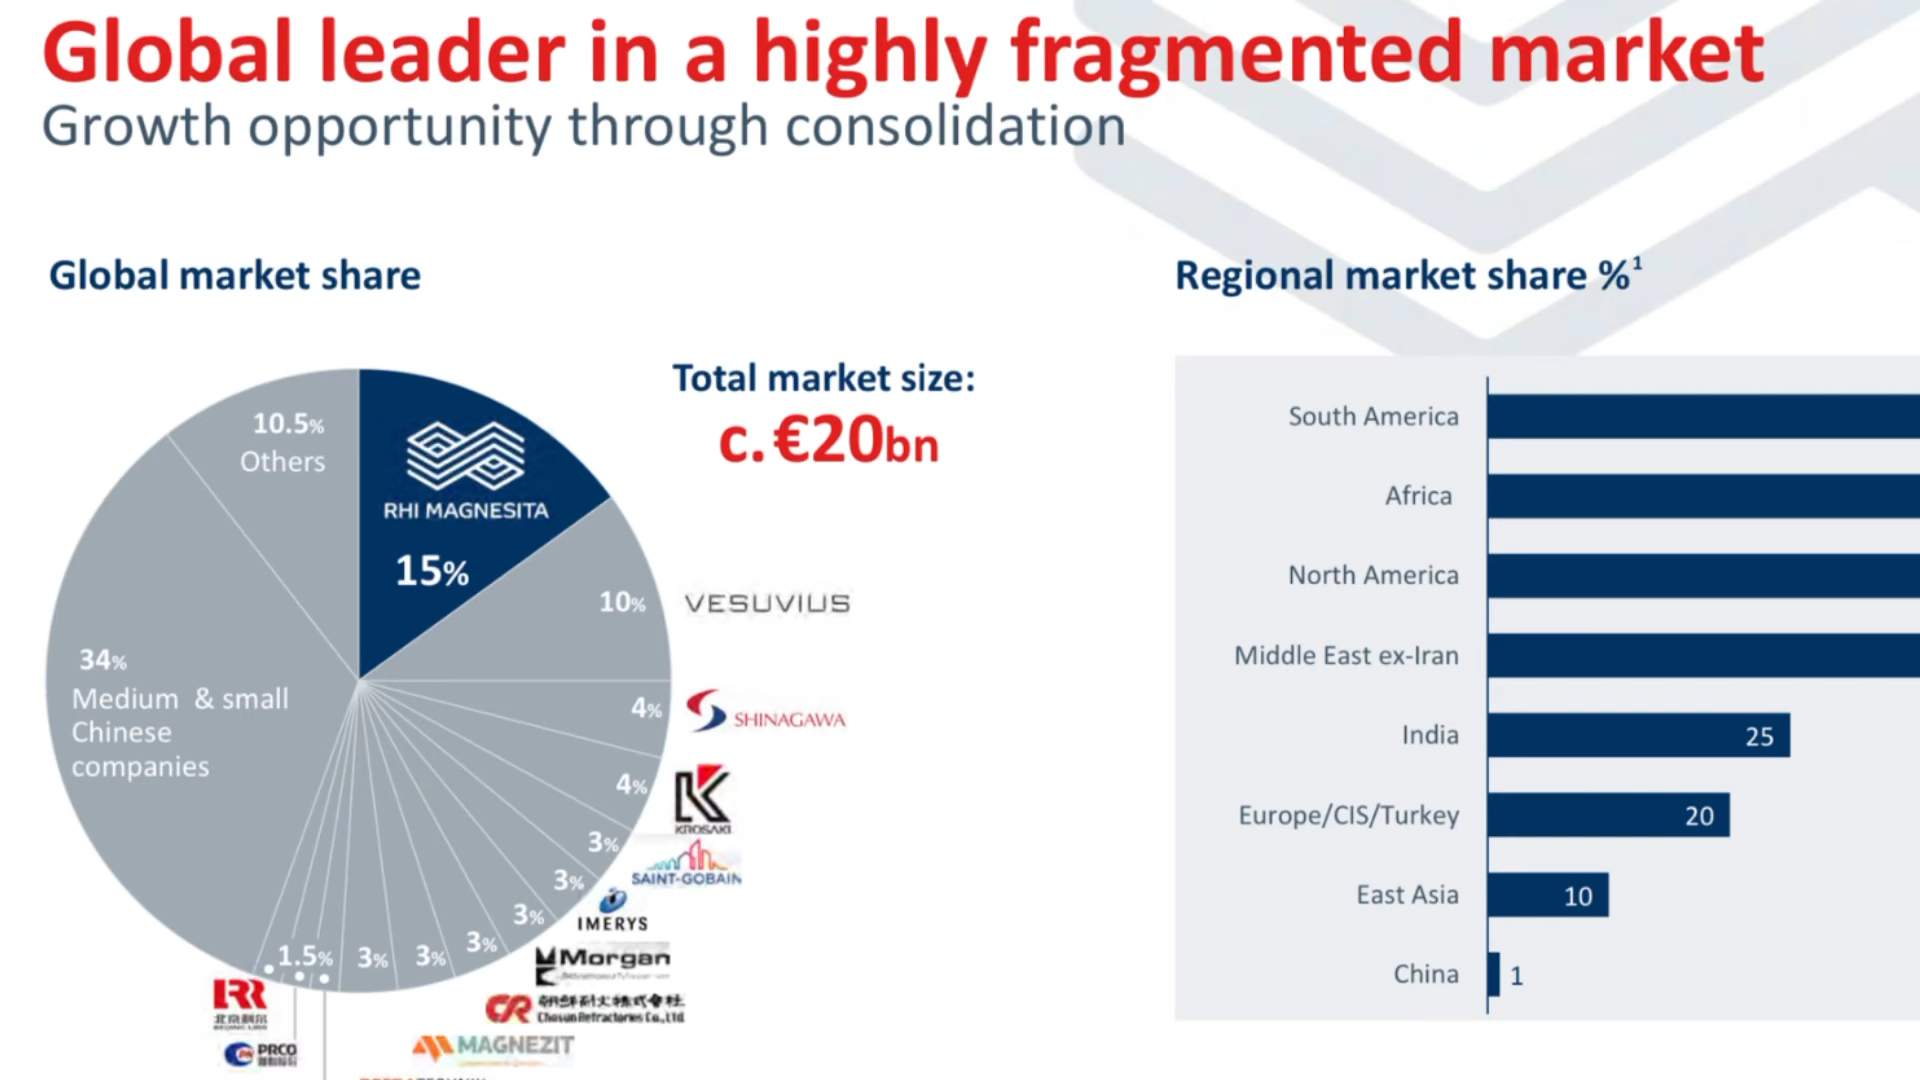 Global leader in a highly fragmented market
Growth opportunity through consolidation
Global market share
Regional market share %¹
Total market size:
c. €20bn
10.5%
Others
RHI MAGNESITA
15%
10%
VESUVIUS
34%
Medium & small
Chinese
companies
4%
SHINAGAWA
4%
KROSAKI
3%
SAINT-GOBAIN
3%
IMERYS
3%
Morgan
3%
Chosun Refractories Co.,Ltd
3%
MAGNEZIT
3%
1.5%
PRCO
South America
Africa
North America
Middle East ex-Iran
India
25
Europe/CIS/Turkey
20
East Asia
10
China
1